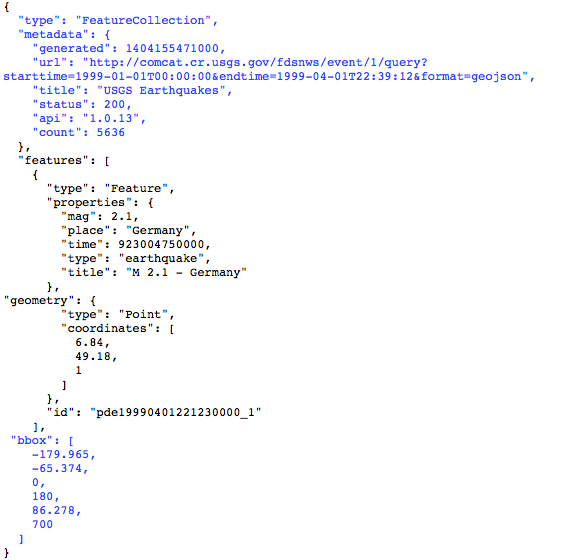 {
  "type": "FeatureCollection",
  "metadata": {
    "generated": 1404155471000,
    "url": "http://comcat.cr.usgs.gov/fdsnws/event/1/query?
starttime=1999-01-01T00:00:00&endtime=1999-04-01T22:39:12&format=geojson",
    "title": "USGS Earthquakes",
    "status": 200,
    "api": "1.0.13",
    "count": 5636
  },
  "features": [
    {
      "type": "Feature",
      "properties": {
        "mag": 2.1,
        "place": "Germany",
        "time": 923004750000,
        "type": "earthquake",
        "title": "M 2.1 - Germany"
      },
"geometry": {
        "type": "Point",
        "coordinates": [
          6.84,
          49.18,
          1
        ]
      },
      "id": "pde19990401221230000_1"
    ],
 "bbox": [
    -179.965,
    -65.374,
    0,
    180,
    86.278,
    700
  ]
}